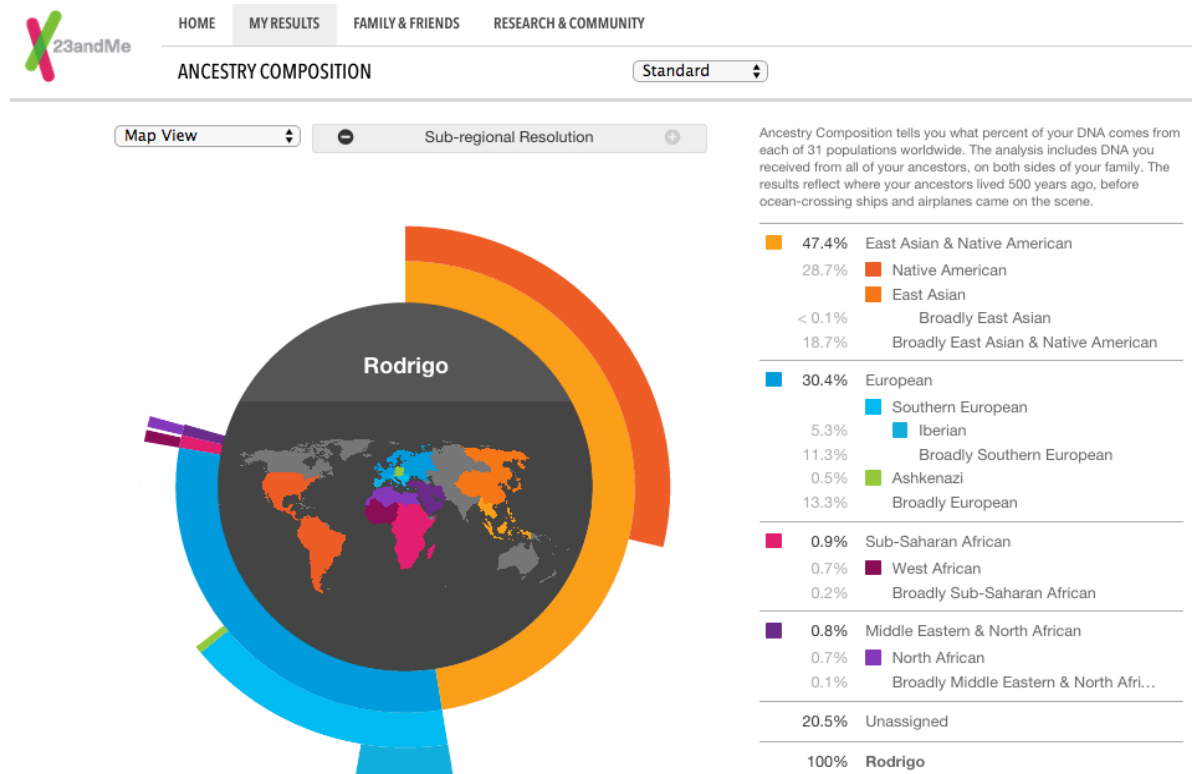 23andMe
HOME MY RESULTS FAMILY & FRIENDS RESEARCH & COMMUNITY
ANCESTRY COMPOSITION
Standard
Map View
Sub-regional Resolution
Rodrigo
Ancestry Composition tells you what percent of your DNA comes from
each of 31 populations worldwide. The analysis includes DNA you
received from all of your ancestors, on both sides of your family. The
results reflect where your ancestors lived 500 years ago, before
ocean-crossing ships and airplanes came on the scene.
47.4% East Asian & Native American
28.7% Native American
East Asian
< 0.1% Broadly East Asian
18.7% Broadly East Asian & Native American
30.4% European
Southern European
5.3% Iberian
11.3% Broadly Southern European
0.5% Ashkenazi
13.3% Broadly European
0.9% Sub-Saharan African
0.7% West African
0.2% Broadly Sub-Saharan African
0.8% Middle Eastern & North African
0.7% North African
0.1% Broadly Middle Eastern & North Afri...
20.5% Unassigned
100% Rodrigo